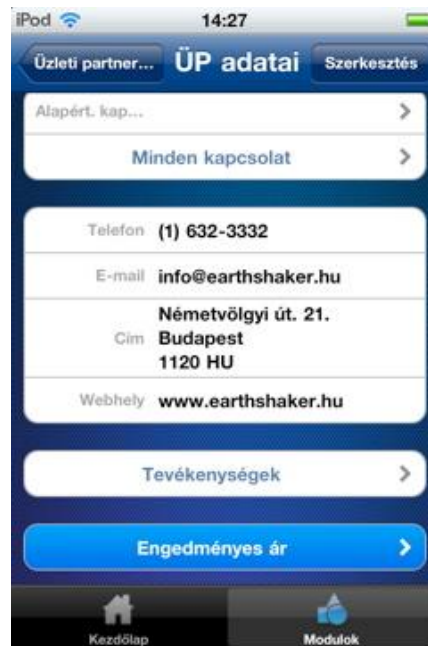 iPod 14:27
Üzleti partner... ÜP adatai Szerkesztés
Alapért. kap...
Minden kapcsolat
Telefon (1) 632-3332
E-mail info@earthshaker.hu
Cím Németvölgyi út. 21.
Budapest
1120 HU
Webhely www.earthshaker.hu
Tevékenységek
Engedményes ár
Kezdőlap Modulok